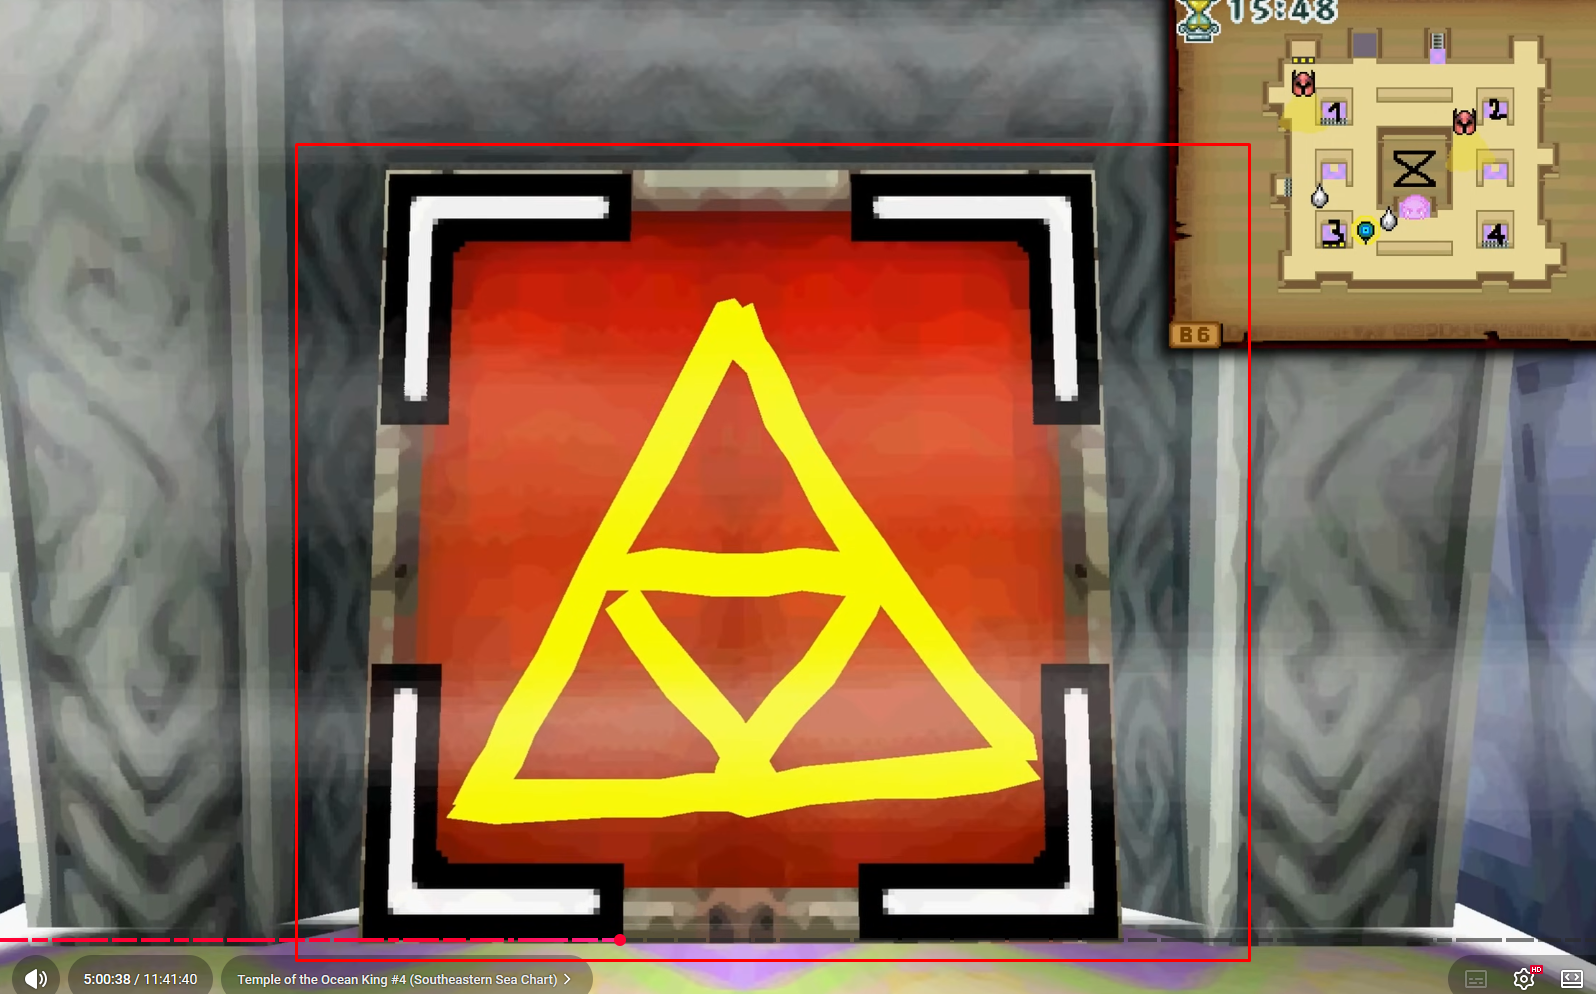 15:48
1
2
3
4
B6
5:00:38 / 11:41:40
Temple of the Ocean King #4 (Southeastern Sea Chart)
HD